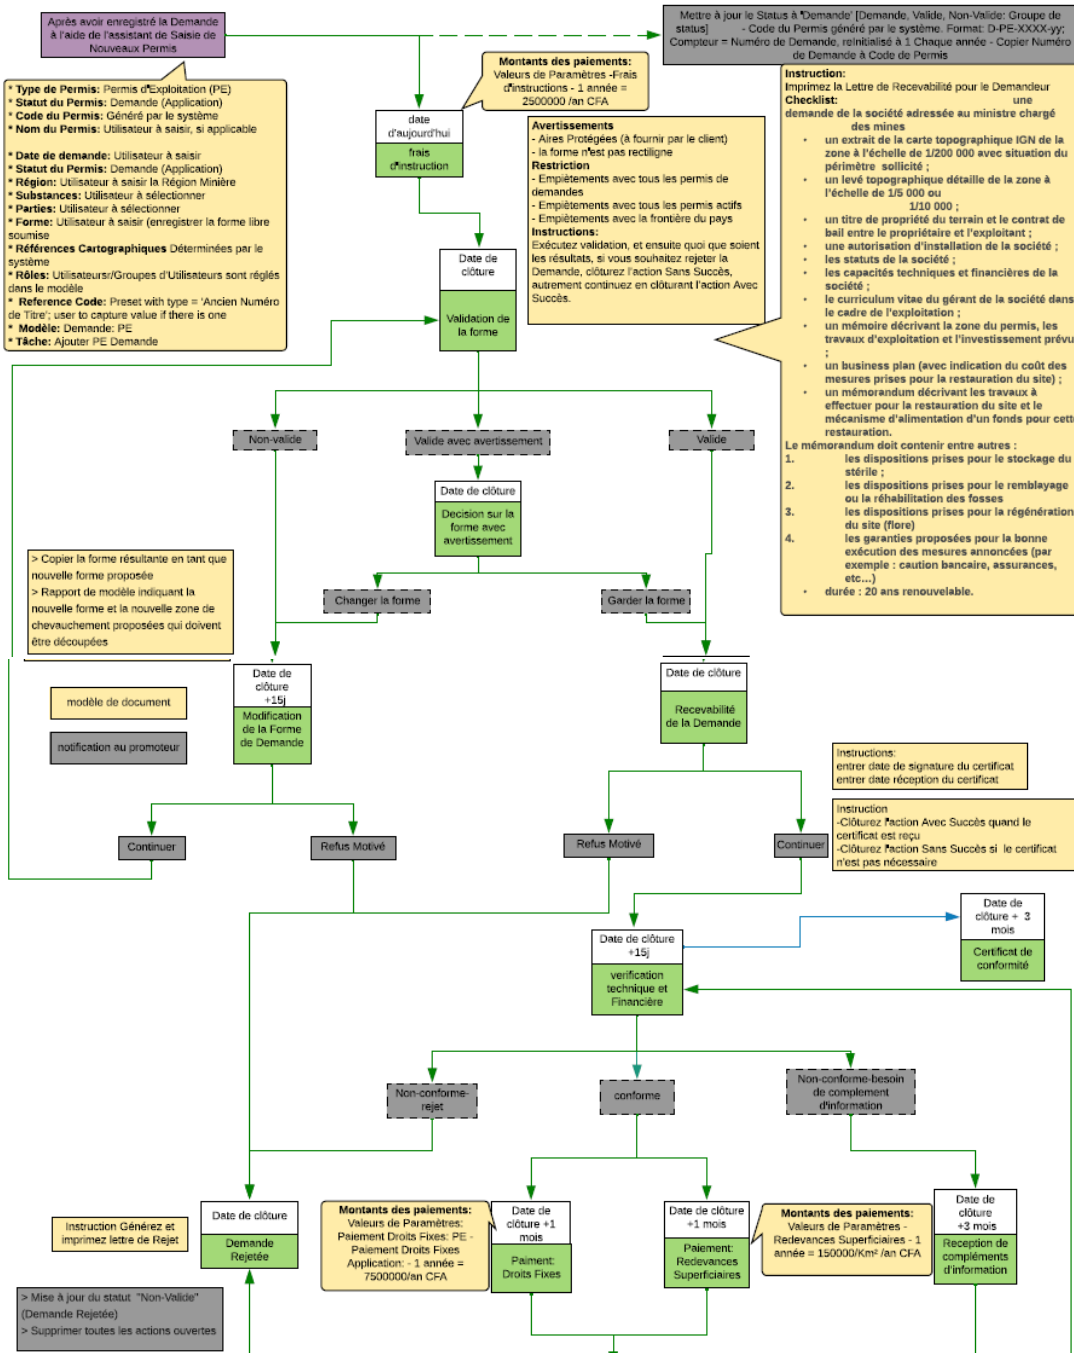 Après avoir enregistré la Demande
à l'aide de l'assistant de Saisie de
Nouveaux Permis
Mettre à jour le Status à 'Demande' [Demande, Valide, Non-Valide: Groupe de
status] - Code du Permis généré par le système. Format: D-PE-XXXX-yy;
Compteur = Numéro de Demande, reInitialisé à 1 Chaque année - Copier Numéro
de Demande à Code de Permis
* Type de Permis: Permis d'Exploitation (PE)
* Statut du Permis: Demande (Application)
* Code du Permis: Généré par le système
* Nom du Permis: Utilisateur à saisir, si applicable
* Date de demande: Utilisateur à saisir
* Statut du Permis: Demande (Application)
* Région: Utilisateur à saisir la Région Minière
* Substances: Utilisateur à sélectionner
* Parties: Utilisateur à sélectionner
* Forme: Utilisateur à saisir (enregistrer la forme libre
soumise
* Références Cartographiques Déterminées par le
système
* Rôles: Utilisateursr/Groupes d'Utilisateurs sont réglés
dans le modèle
* Reference Code: Preset with type = 'Ancien Numéro
de Titre'; user to capture value if there is one
* Modèle: Demande: PE
* Tâche: Ajouter PE Demande
Montants des paiements:
Valeurs de Paramètres -Frais
d'instructions - 1 année =
2500000 /an CFA
date
d'aujourd'hui
frais
d'instruction
Avertissements
- Aires Protégées (à fournir par le client)
- la forme n'est pas rectiligne
Restriction
- Empiètements avec tous les permis de
demandes
- Empiètements avec tous les permis actifs
- Empiètements avec la frontière du pays
Instructions:
Exécutez validation, et ensuite quoi que soient
les résultats, si vous souhaitez rejeter la
Demande, clôturez l'action Sans Succès,
autrement continuez en clôturant l'action Avec
Succès.
Instruction:
Imprimez la Lettre de Recevabilité pour le Demandeur
Checklist: une
demande de la société adressée au ministre chargé
des mines
• un extrait de la carte topographique IGN de la
zone à l'échelle de 1/200 000 avec situation du
périmètre sollicité ;
• un levé topographique détaille de la zone à
l'échelle de 1/5 000 ou
1/10 000 ;
• un titre de propriété du terrain et le contrat de
bail entre le propriétaire et l'exploitant ;
• une autorisation d'installation de la société ;
• les statuts de la société ;
• les capacités techniques et financières de la
société ;
• le curriculum vitae du gérant de la société dans
le cadre de l'exploitation ;
• un mémoire décrivant la zone du permis, les
travaux d'exploitation et l'investissement prévu
;
• un business plan (avec indication du coût des
mesures prises pour la restauration du site) ;
• un mémorandum décrivant les travaux à
effectuer pour la restauration du site et le
mécanisme d'alimentation d'un fonds pour cette
restauration.
Le mémorandum doit contenir entre autres :
1. les dispositions prises pour le stockage du
stérile ;
2. les dispositions prises pour le remblayage
ou la réhabilitation des fosses
3. les dispositions prises pour la régénération
du site (flore)
4. les garanties proposées pour la bonne
exécution des mesures annoncées (par
exemple : caution bancaire, assurances,
etc...)
• durée : 20 ans renouvelable.
Date de
clôture
Validation de
la forme
Non-valide
Valide avec avertissement
Valide
Date de clôture
Decision sur la
forme avec
avertissement
Changer la forme
Garder la forme
> Copier la forme résultante en tant que
nouvelle forme proposée
> Rapport de modèle indiquant la
nouvelle forme et la nouvelle zone de
chevauchement proposées qui doivent
être découpées
modèle de document
notification au promoteur
Date de
clôture
+15j
Modification
de la Forme
de Demande
Date de clôture
Recevabilité
de la Demande
Instructions:
entrer date de signature du certificat
entrer date réception du certificat
Instruction
-Clôturez l'action Avec Succès quand le
certificat est reçu
-Clôturez l'action Sans Succès si le certificat
n'est pas nécessaire
Continuer
Refus Motivé
Refus Motivé
Continuer
Date de clôture
+15j
verification
technique et
Financière
Date de
clôture + 3
mois
Certificat de
conformité
Non-conforme-
rejet
conforme
Non-conforme-besoin
de complement
d'information
Instruction Générez et
imprimez lettre de Rejet
Date de clôture
Demande
Rejetée
Montants des paiements:
Valeurs de Paramètres:
Paiement Droits Fixes: PE -
Paiement Droits Fixes
Application: - 1 année =
7500000/an CFA
Date de
clôture +1
mois
Paiment:
Droits Fixes
Date de clôture
+1 mois
Paiement:
Redevances
Superficiaires
Montants des paiements:
Valeurs de Paramètres -
Redevances Superficiaires - 1
année = 150000/Km² /an CFA
Date de
clôture
+3 mois
Reception de
compléments
d'information
> Mise à jour du statut "Non-Valide"
(Demande Rejetée)
> Supprimer toutes les actions ouvertes